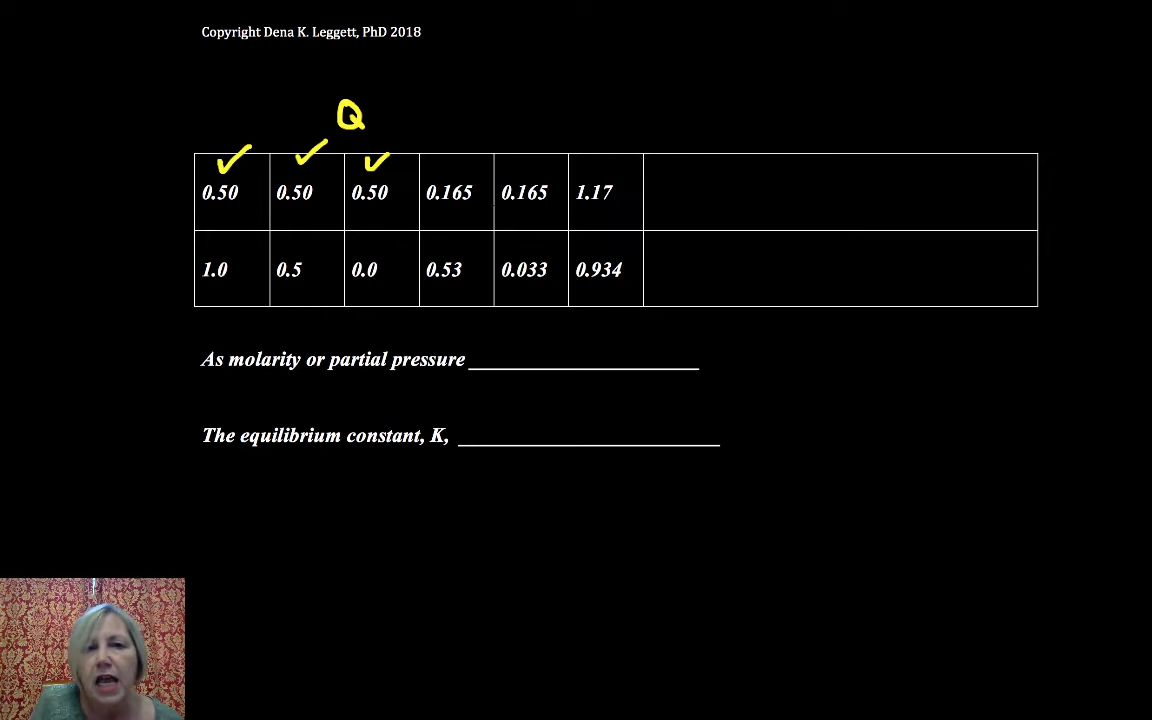 Copyright Dena K. Leggett, PhD 2018
Q
0.50 0.50 0.50 0.165 0.165 1.17
1.0 0.5 0.0 0.53 0.033 0.934
As molarity or partial pressure
The equilibrium constant, K,